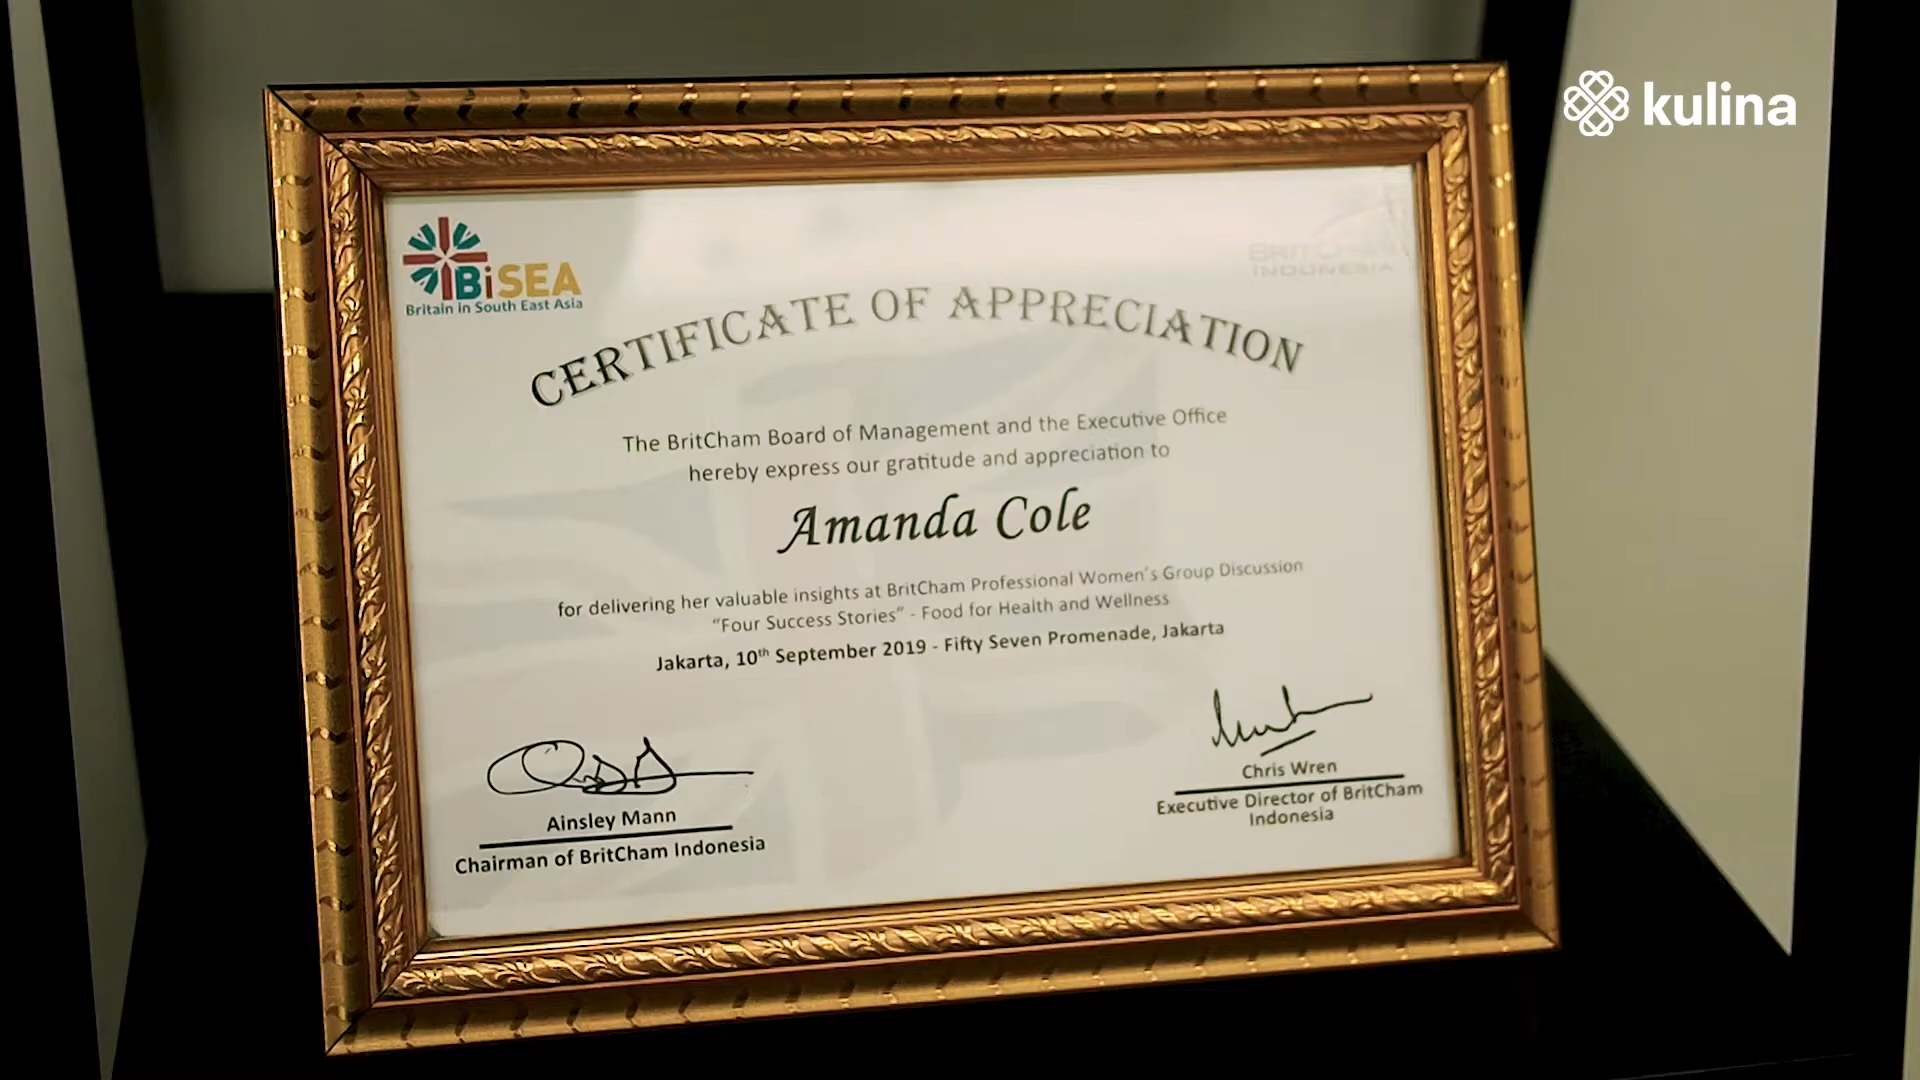 kulina
BiSEA
Britain in South East Asia
BRITCHAM
INDONESIA
CERTIFICATE OF APPRECIATION
The BritCham Board of Management and the Executive Office
hereby express our gratitude and appreciation to
Amanda Cole
for delivering her valuable insights at BritCham Professional Women's Group Discussion
"Four Success Stories" - Food for Health and Wellness
Jakarta, 10th September 2019 - Fifty Seven Promenade, Jakarta
Ainsley Mann
Chairman of BritCham Indonesia
Chris Wren
Executive Director of BritCham
Indonesia